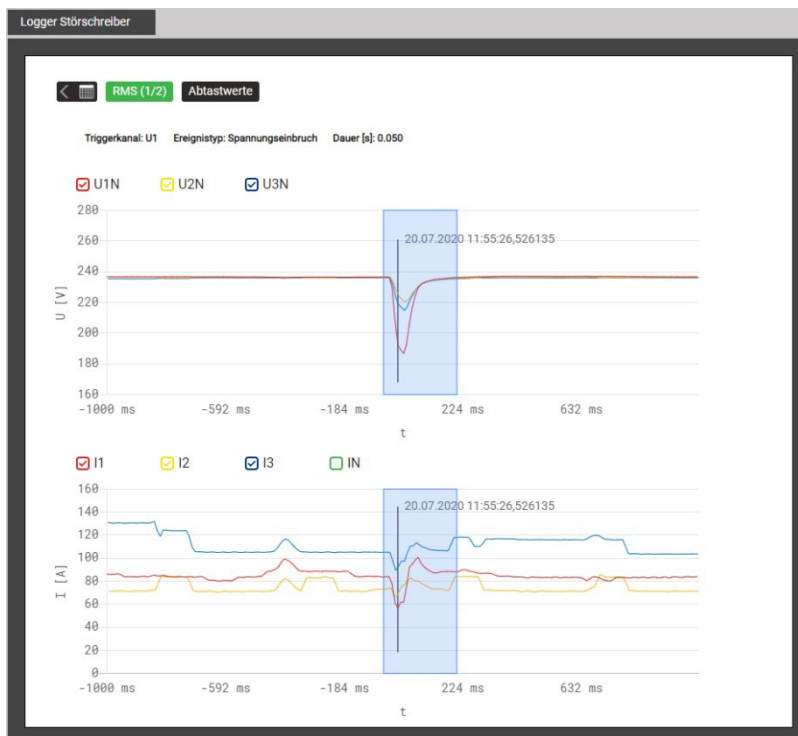 Logger Störschreiber
RMS (1/2) Abtastwerte
Triggerkanal: U1 Ereignistyp: Spannungseinbruch Dauer [s]: 0.050
U1N U2N U3N
280
260
240
220
200
180
160
U [V]
20.07.2020 11:55:26,526135
-1000 ms -592 ms -184 ms 224 ms 632 ms
t
I1 I2 I3 IN
160
140
120
100
80
60
40
20
0
I [A]
20.07.2020 11:55:26,526135
-1000 ms -592 ms -184 ms 224 ms 632 ms
t